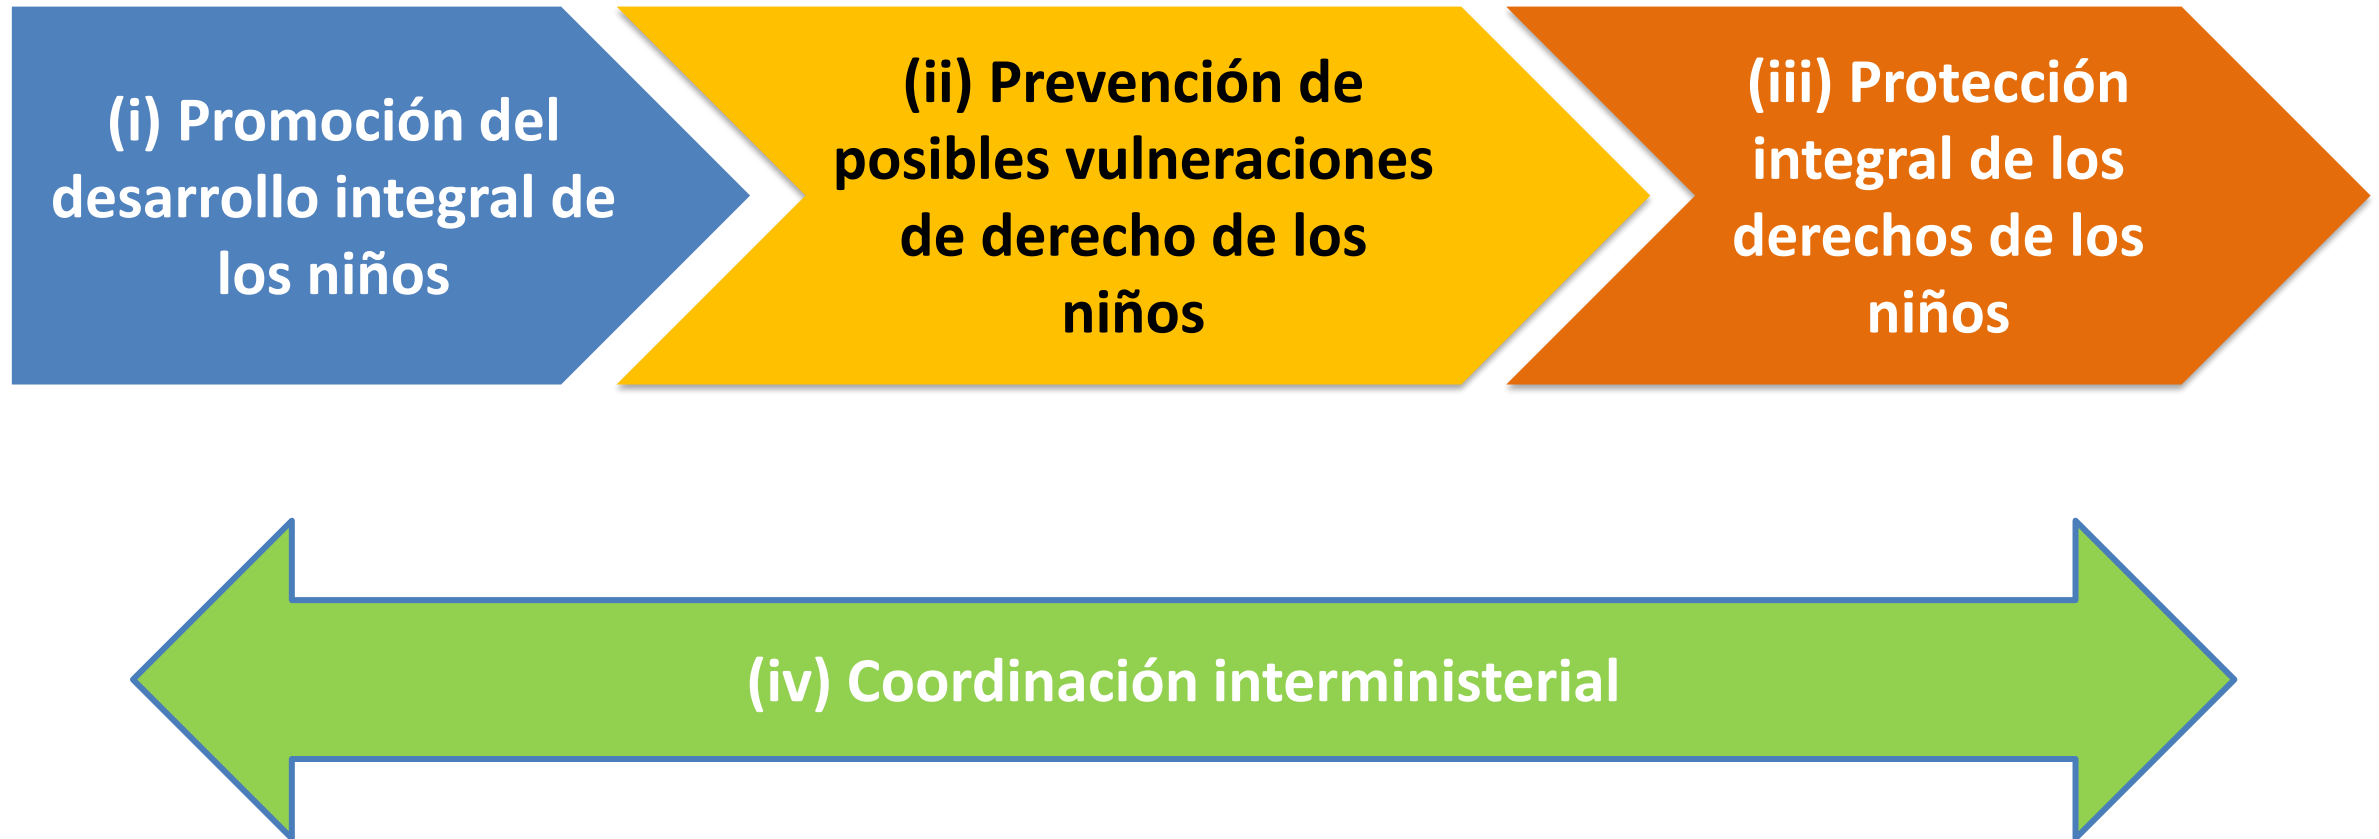 (i) Promoción del
desarrollo integral de
los niños
(ii) Prevención de
posibles vulneraciones
de derecho de los
niños
(iii) Protección
integral de los
derechos de los
niños
(iv) Coordinación interministerial